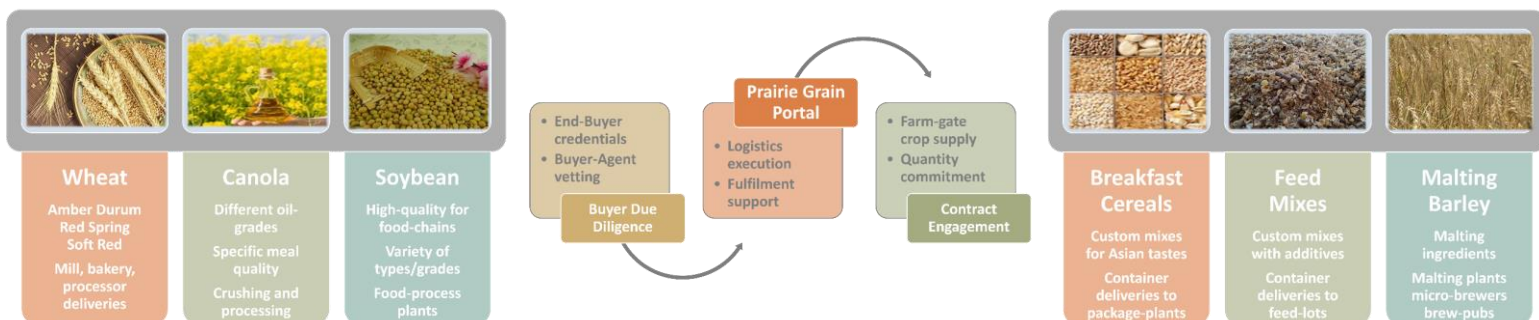 Wheat
Amber Durum
Red Spring
Soft Red
Mill, bakery,
processor
deliveries
Canola
Different oil-
grades
Specific meal
quality
Crushing and
processing
Soybean
High-quality for
food-chains
Variety of
types/grades
Food-process
plants
• End-Buyer
credentials
• Buyer-Agent
vetting
Buyer Due
Diligence
Prairie Grain
Portal
• Logistics
execution
• Fulfilment
support
• Farm-gate
crop supply
• Quantity
commitment
Contract
Engagement
Breakfast
Cereals
Custom mixes
for Asian tastes
Container
deliveries to
package-plants
Feed
Mixes
Custom mixes
with additives
Container
deliveries to
feed-lots
Malting
Barley
Malting
ingredients
Malting plants
micro-brewers
brew-pubs